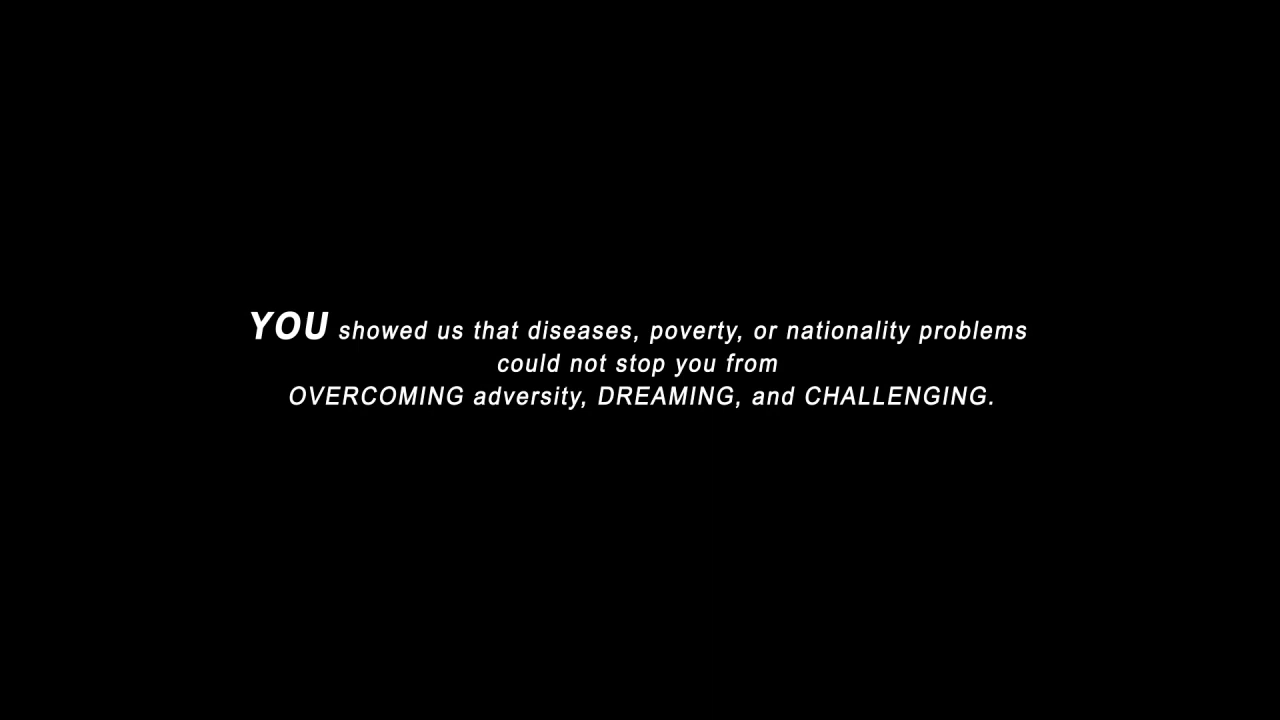 YOU showed us that diseases, poverty, or nationality problems
could not stop you from
OVERCOMING adversity, DREAMING, and CHALLENGING.